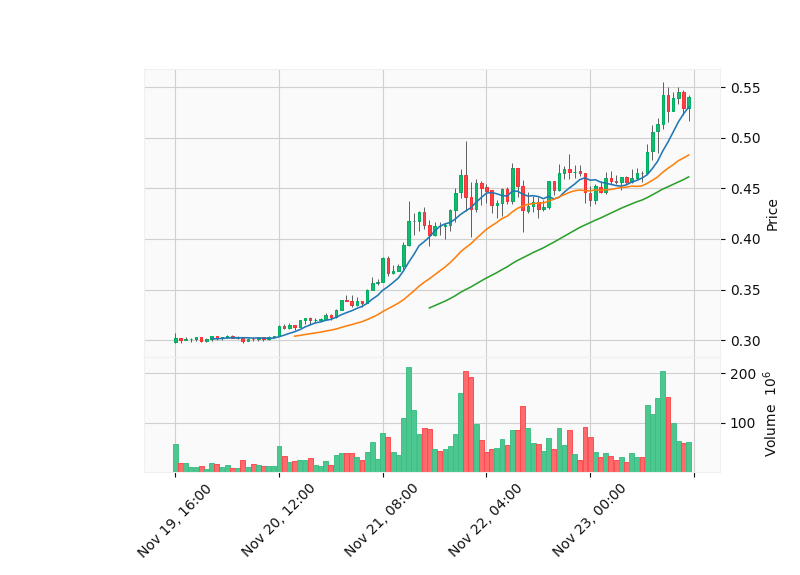 0.55
0.50
0.45
0.40
0.35
0.30
Price
200
100
Volume 10^6
Nov 19, 16:00
Nov 20, 12:00
Nov 21, 08:00
Nov 22, 04:00
Nov 23, 00:00